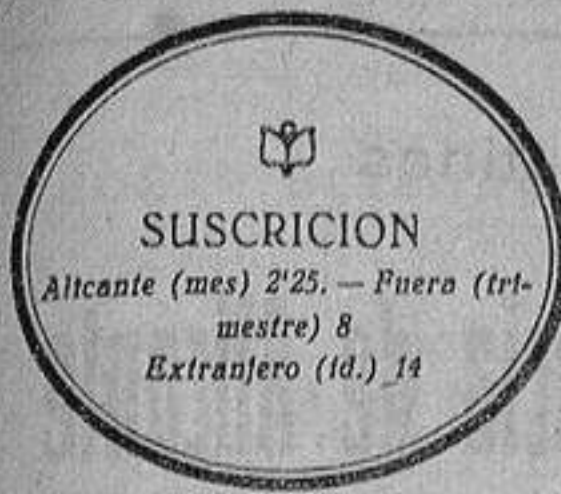 SUSCRICION
Alicante (mes) 2'25. — Fuera (tri-
mestre) 8
Extranjero (id.) 14